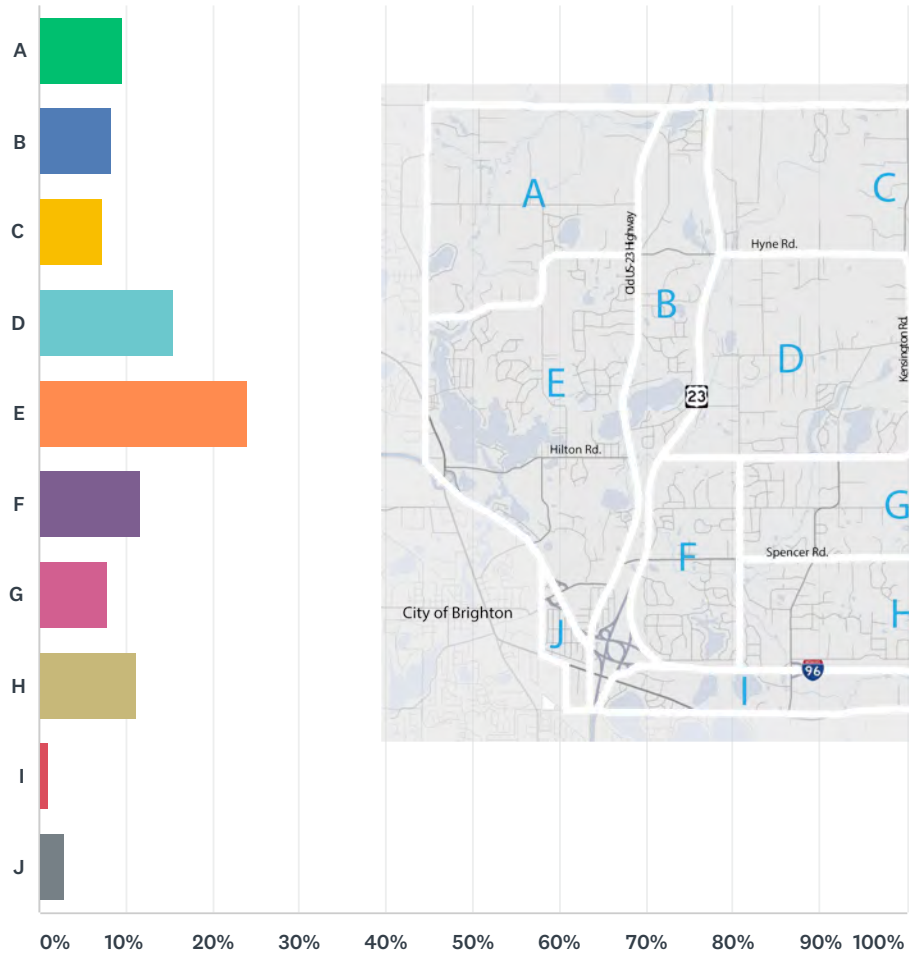 A
B
C
D
E
F
G
H
I
J
0% 10% 20% 30% 40% 50% 60% 70% 80% 90% 100%
A
C
Old US-23 Highway
Hyne Rd.
B
Kensington Rd.
D
E
23
Hilton Rd.
G
F
Spencer Rd.
City of Brighton
H
J
96
I